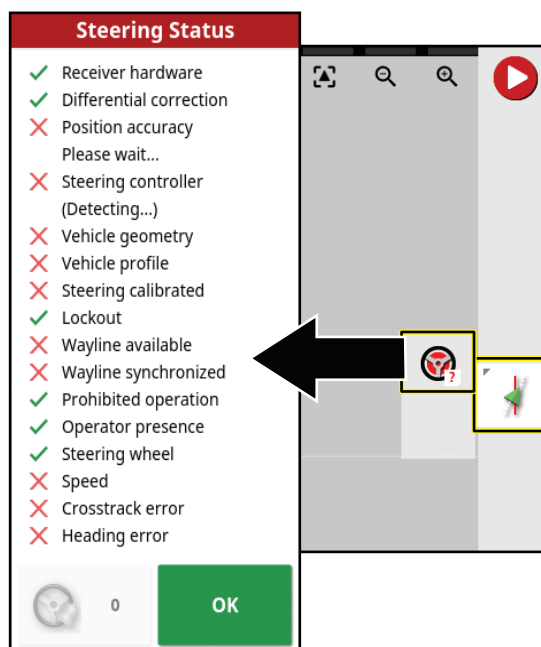 Steering Status
Receiver hardware
Differential correction
Position accuracy
Please wait...
Steering controller
(Detecting...)
Vehicle geometry
Vehicle profile
Steering calibrated
Lockout
Wayline available
Wayline synchronized
Prohibited operation
Operator presence
Steering wheel
Speed
Crosstrack error
Heading error
0
OK
?